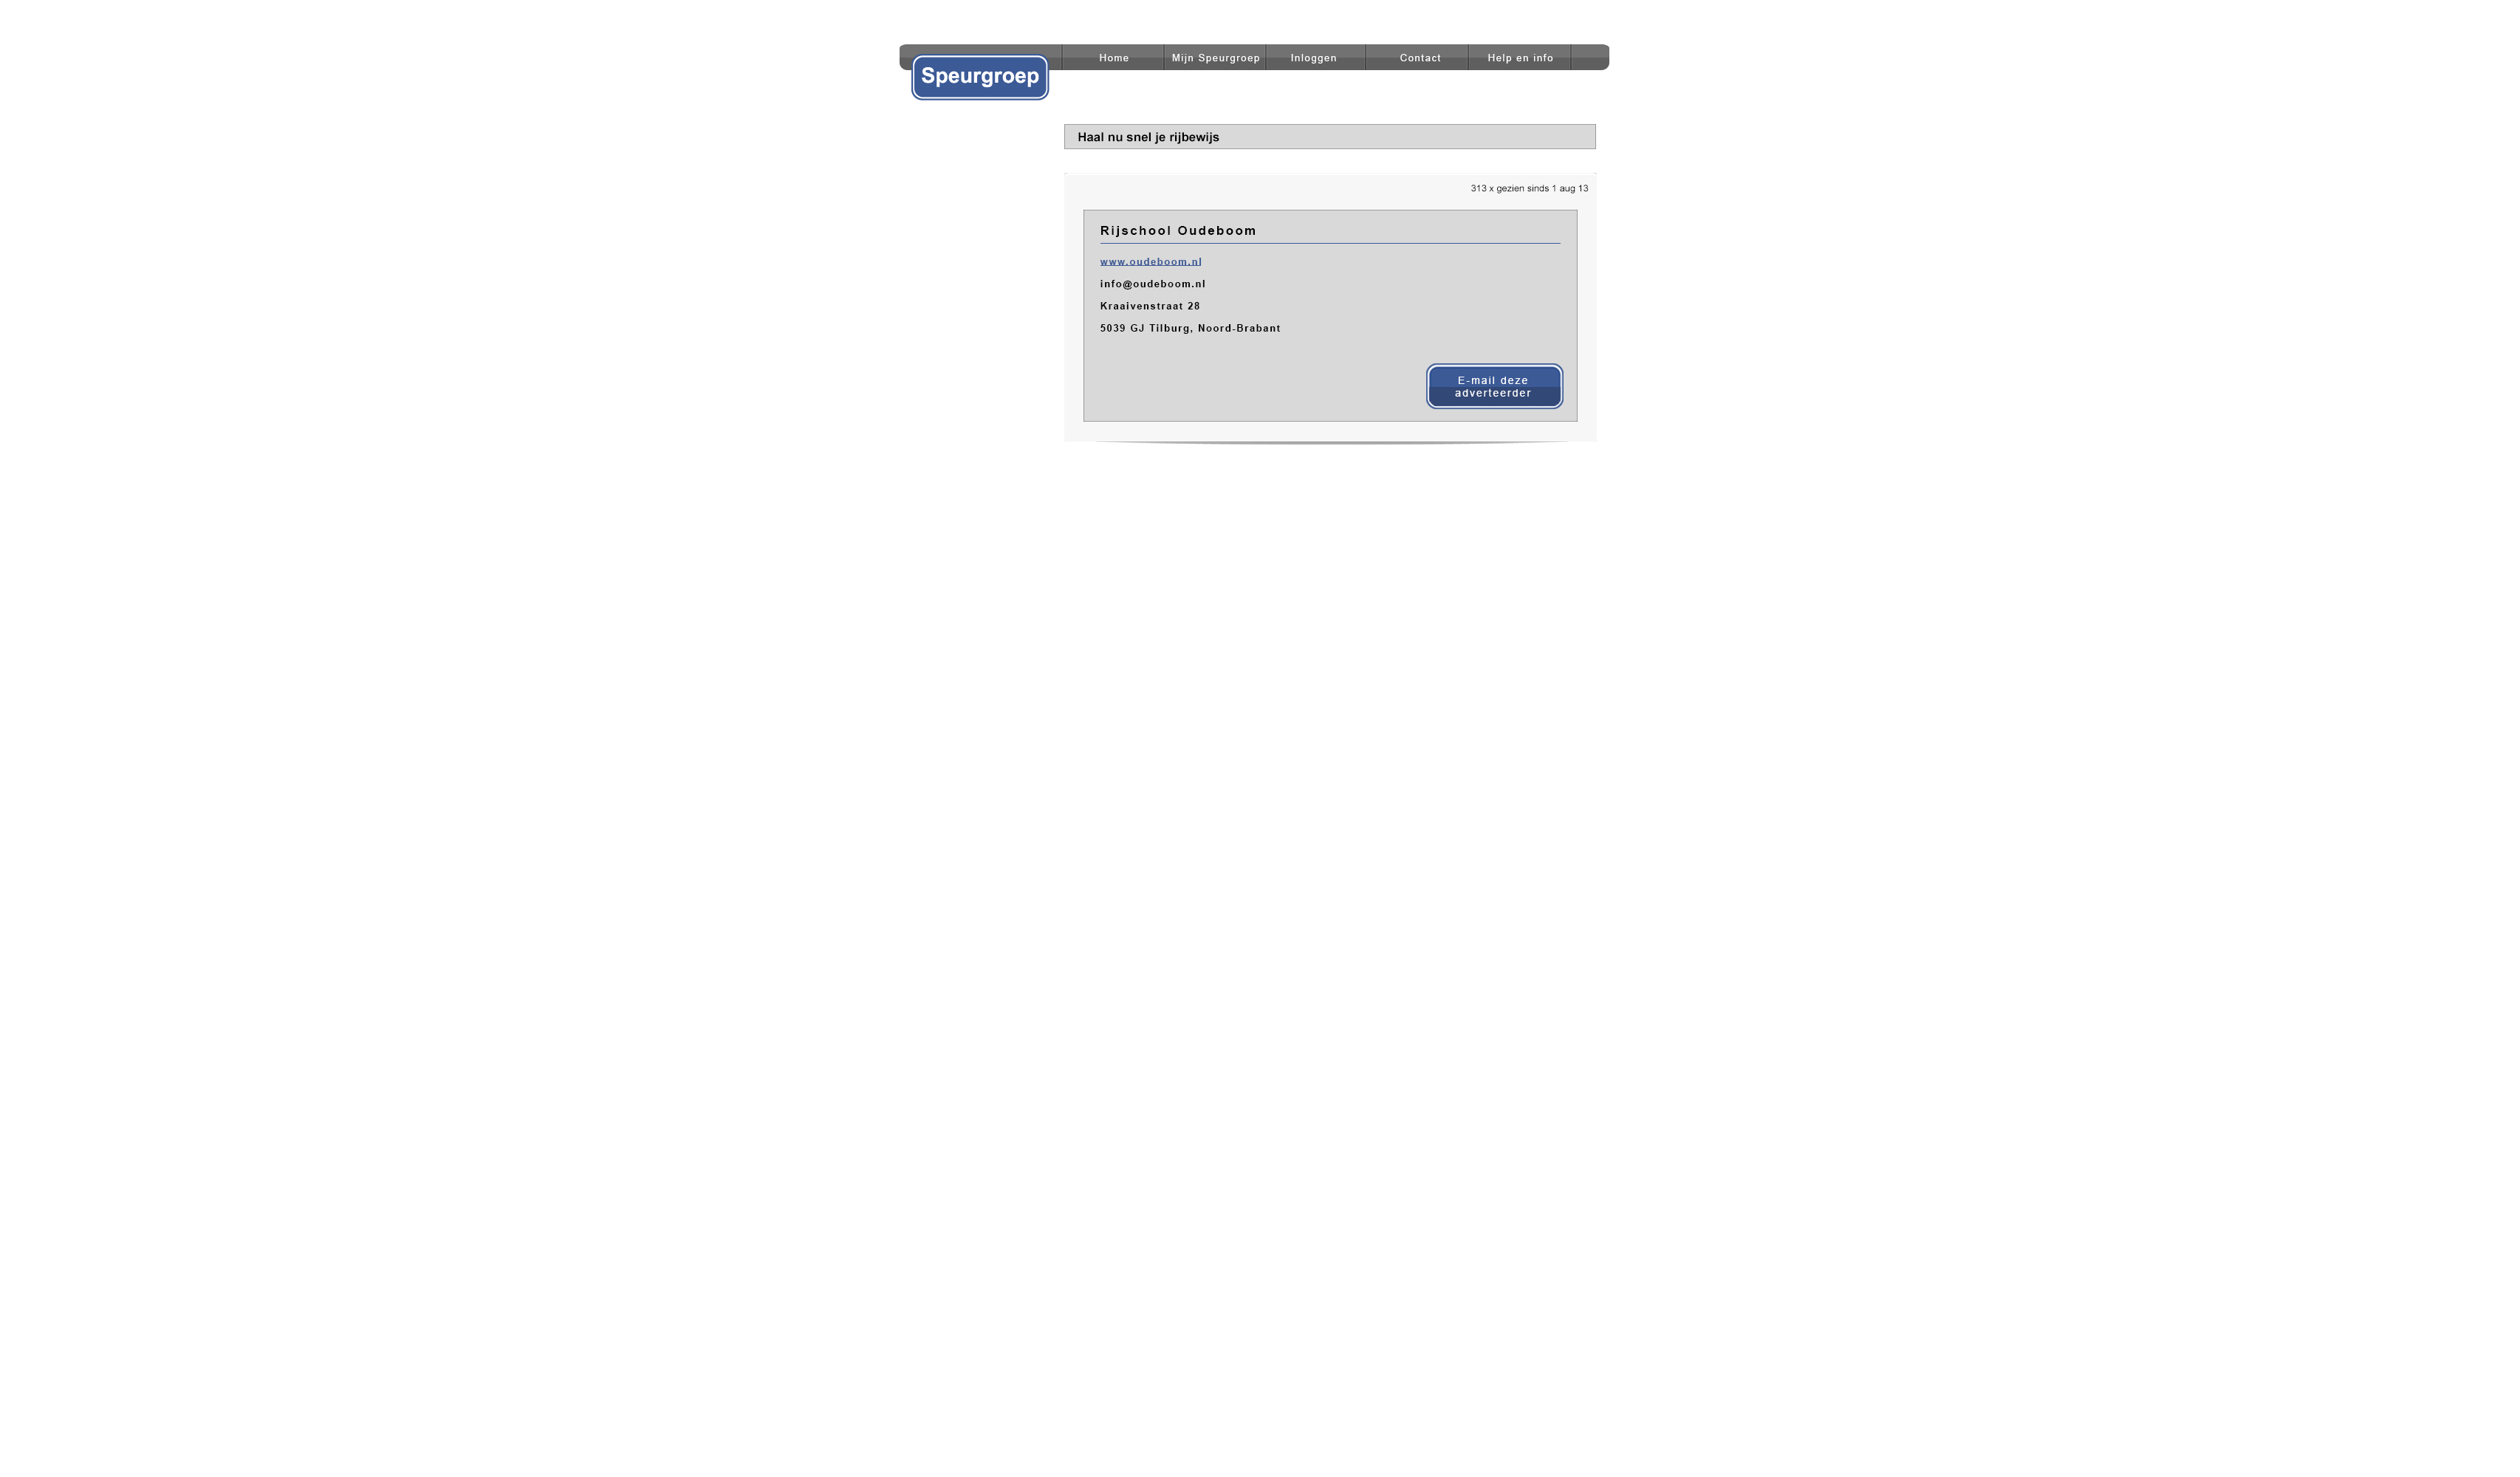 Speurgroep
Home
Mijn Speurgroep
Inloggen
Contact
Help en info
Haal nu snel je rijbewijs
313 x gezien sinds 1 aug 13
Rijschool Oudeboom
www.oudeboom.nl
info@oudeboom.nl
Kraaivenstraat 28
5039 GJ Tilburg, Noord-Brabant
E-mail deze
adverteerder